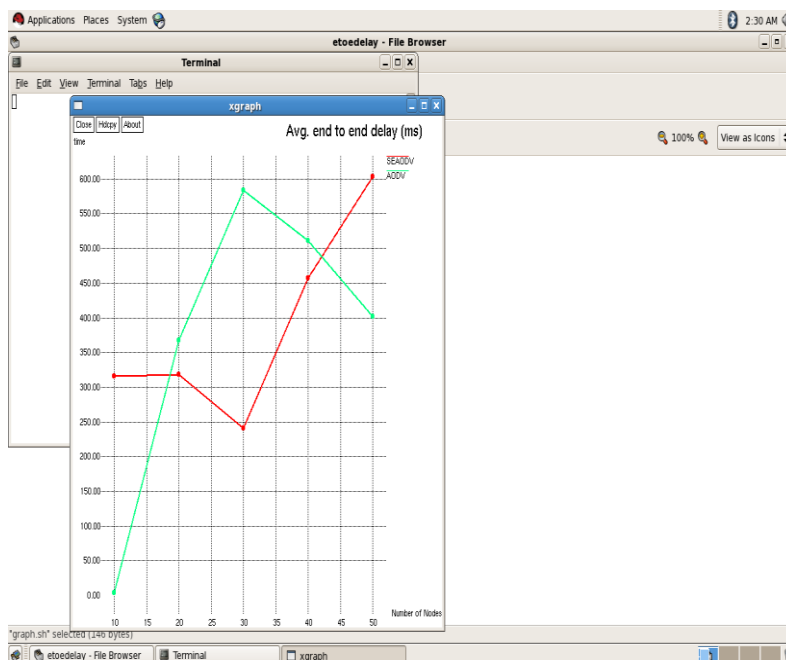 Applications Places System
2:30 AM
etoedelay - File Browser
Terminal
File Edit View Terminal Tabs Help
xgraph
Close Hdcpy About
Avg. end to end delay (ms)
time
100%
View as Icons
SEAODV
AODV
600.00
550.00
500.00
450.00
400.00
350.00
300.00
250.00
200.00
150.00
100.00
50.00
0.00
Number of Nodes
10 15 20 25 30 35 40 45 50
"graph.sh" selected (146 bytes)
etoedelay - File Browser
Terminal
xgraph